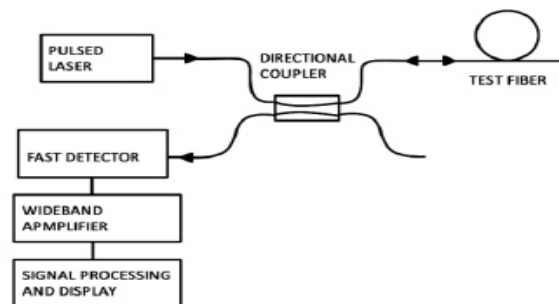 PULSED
LASER
DIRECTIONAL
COUPLER
TEST FIBER
FAST DETECTOR
WIDEBAND
APMPLIFIER
SIGNAL PROCESSING
AND DISPLAY